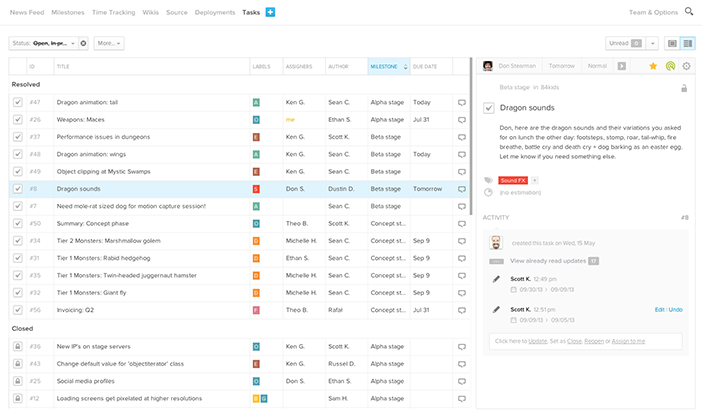 News Feed Milestones Time Tracking Wikis Source Deployments Tasks Team & Options
Status: Open, in-pr... More... Unread 0
ID TITLE LABELS ASSIGNERS AUTHOR MILESTONE DUE DATE
Resolved
#47 Dragon animation: tail A Ken G. Sean C. Alpha stage Today
#26 Weapons: Maces D me Ethan S. Alpha stage Jul 31
#37 Performance issues in dungeons E Ken G. Scott K. Beta stage
#48 Dragon animation: wings A Ken G. Sean C. Beta stage Today
#49 Object clipping at Mystic Swamps E Ken G. Sean C. Beta stage
#8 Dragon sounds S Don S. Dustin D. Beta stage Tomorrow
#7 Need mole-rat sized dog for motion capture session! A Sean C. Beta stage
#50 Summary: Concept phase D Theo B. Scott K. Concept st...
#34 Tier 2 Monsters: Marshmallow golem D Michelle H. Sean C. Concept st... Sep 9
#31 Tier 1 Monsters: Rabid hedgehog D Ethan S. Sean C. Concept st... Sep 9
#35 Tier 1 Monsters: Twin-headed juggernaut hamster D Michelle H. Sean C. Concept st... Sep 9
#32 Tier 1 Monsters: Giant fly D Michelle H. Sean C. Concept st... Sep 9
#56 Invoicing: Q2 F Theo B. Rafał Concept st... Jul 31
Closed
#36 New IP's on stage servers D Ken G. Scott K. Alpha stage
#43 Change default value for 'objectiterator' class E Ken G. Russel D. Alpha stage
#25 Social media profiles D Don S. Ethan S. Alpha stage
#12 Loading screens get pixelated at higher resolutions B G Sam H. Alpha stage
Don Stearman Tomorrow Normal
Beta stage in 84kids
Dragon sounds
Don, here are the dragon sounds and their variations you asked
for on lunch the other day: footsteps, stomp, roar, tail-whip, fire
breathe, battle cry and death cry + dog barking as an easter egg.
Let me know if you need something else.
Sound FX +
(no estimation)
ACTIVITY #8
created this task on Wed, 15 May
View already read updates 17
Scott K. 12:49 pm
09/30/13 09/09/13
Scott K. 12:51 pm Edit Undo
09/09/13 09/05/13
Click here to Update, Set as Close, Reopen or Assign to me